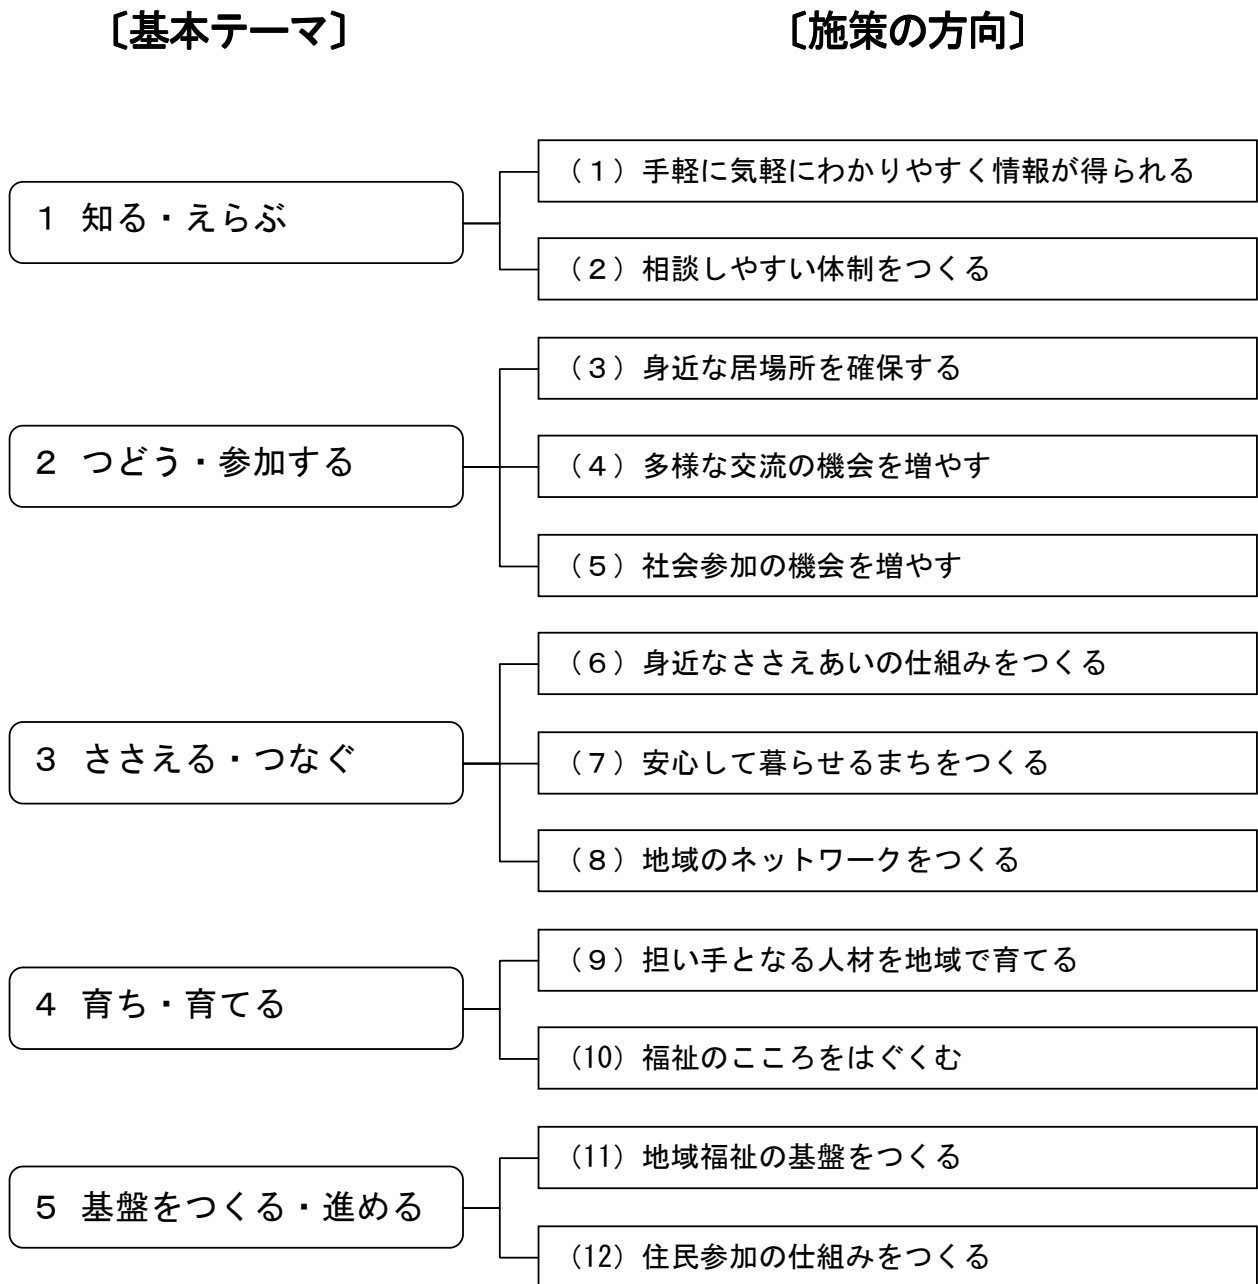 〔基本テーマ〕
〔施策の方向〕
1 知る・えらぶ
（1）手軽に気軽にわかりやすく情報が得られる
（2）相談しやすい体制をつくる
2 つどう・参加する
（3）身近な居場所を確保する
（4）多様な交流の機会を増やす
（5）社会参加の機会を増やす
3 ささえる・つなぐ
（6）身近なささえあいの仕組みをつくる
（7）安心して暮らせるまちをつくる
（8）地域のネットワークをつくる
4 育ち・育てる
（9）担い手となる人材を地域で育てる
（10）福祉のこころをはぐくむ
5 基盤をつくる・進める
（11）地域福祉の基盤をつくる
（12）住民参加の仕組みをつくる